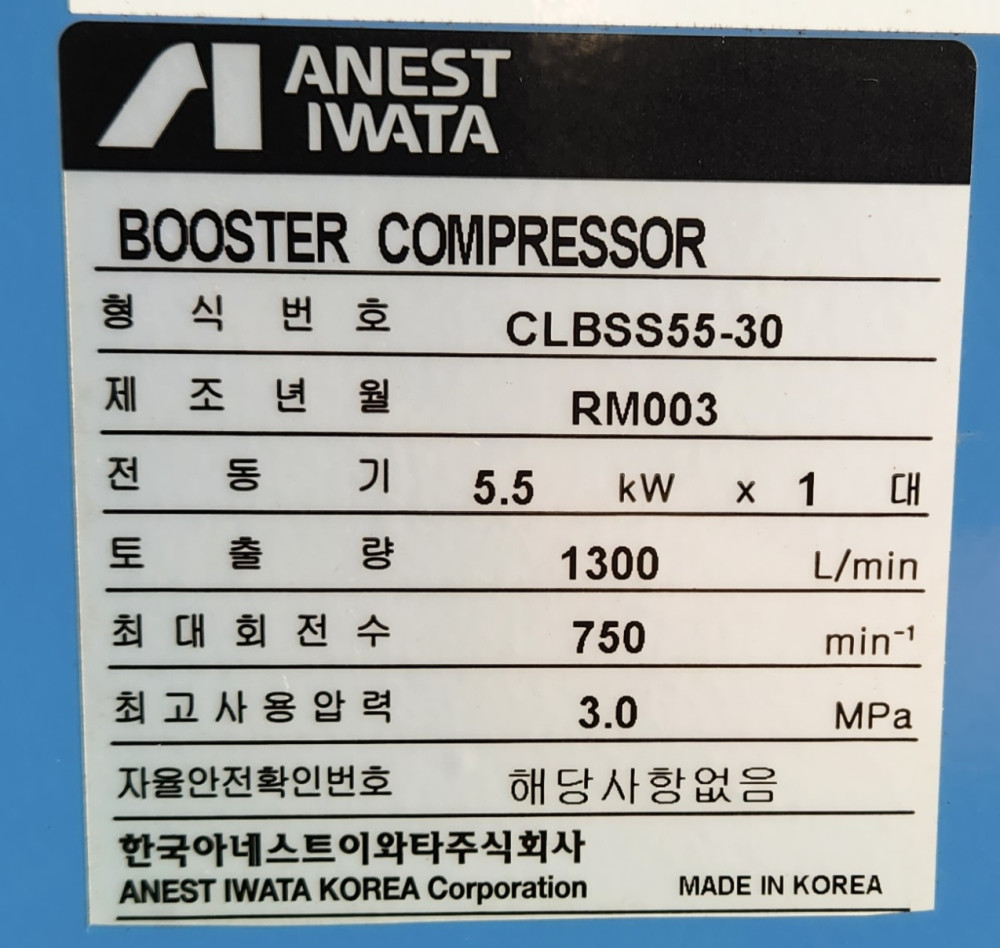 ANEST
IWATA
BOOSTER COMPRESSOR
형 식 번 호 CLBSS55-30
제 조 년 월 RM003
전 동 기 5.5 kW x 1 대
토 출 량 1300 L/min
최 대 회 전 수 750 min⁻¹
최 고 사 용 압 력 3.0 MPa
자율안전확인번호 해당사항없음
한국아네스트이와타주식회사
ANEST IWATA KOREA Corporation MADE IN KOREA